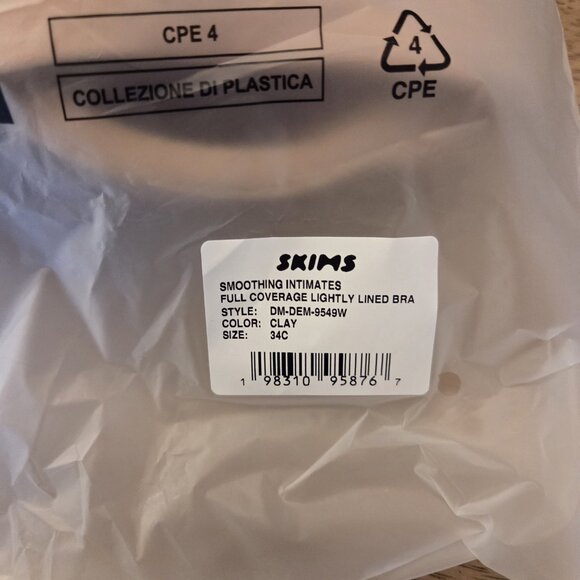 CPE 4
COLLEZIONE DI PLASTICA
4
CPE
SKIMS
SMOOTHING INTIMATES
FULL COVERAGE LIGHTLY LINED BRA
STYLE: DM-DEM-9549W
COLOR: CLAY
SIZE: 34C
1 98310 95876 7